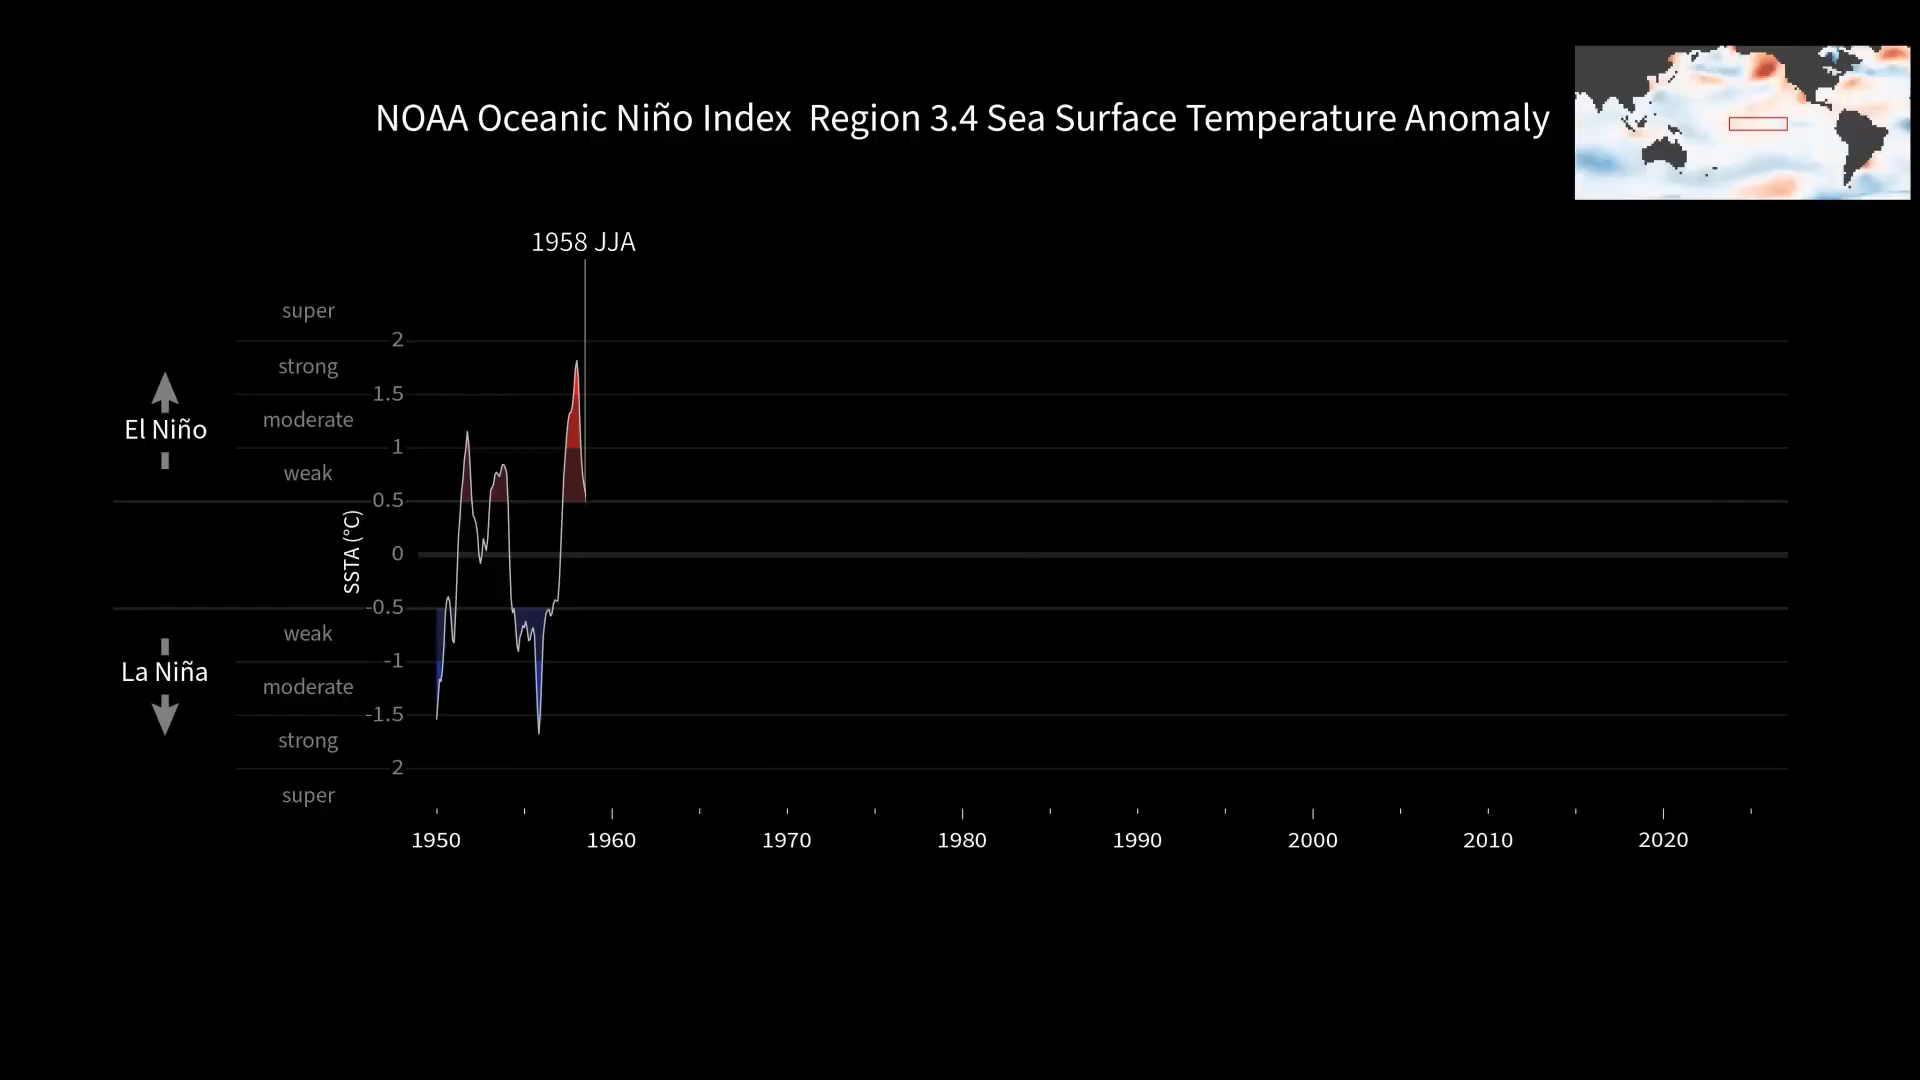 NOAA Oceanic Niño Index  Region 3.4 Sea Surface Temperature Anomaly
1958 JJA
super
2
strong
1.5
El Niño
moderate
1
weak
0.5
SSTA (°C)
0
-0.5
weak
La Niña
-1
moderate
-1.5
strong
2
super
1950 1960 1970 1980 1990 2000 2010 2020